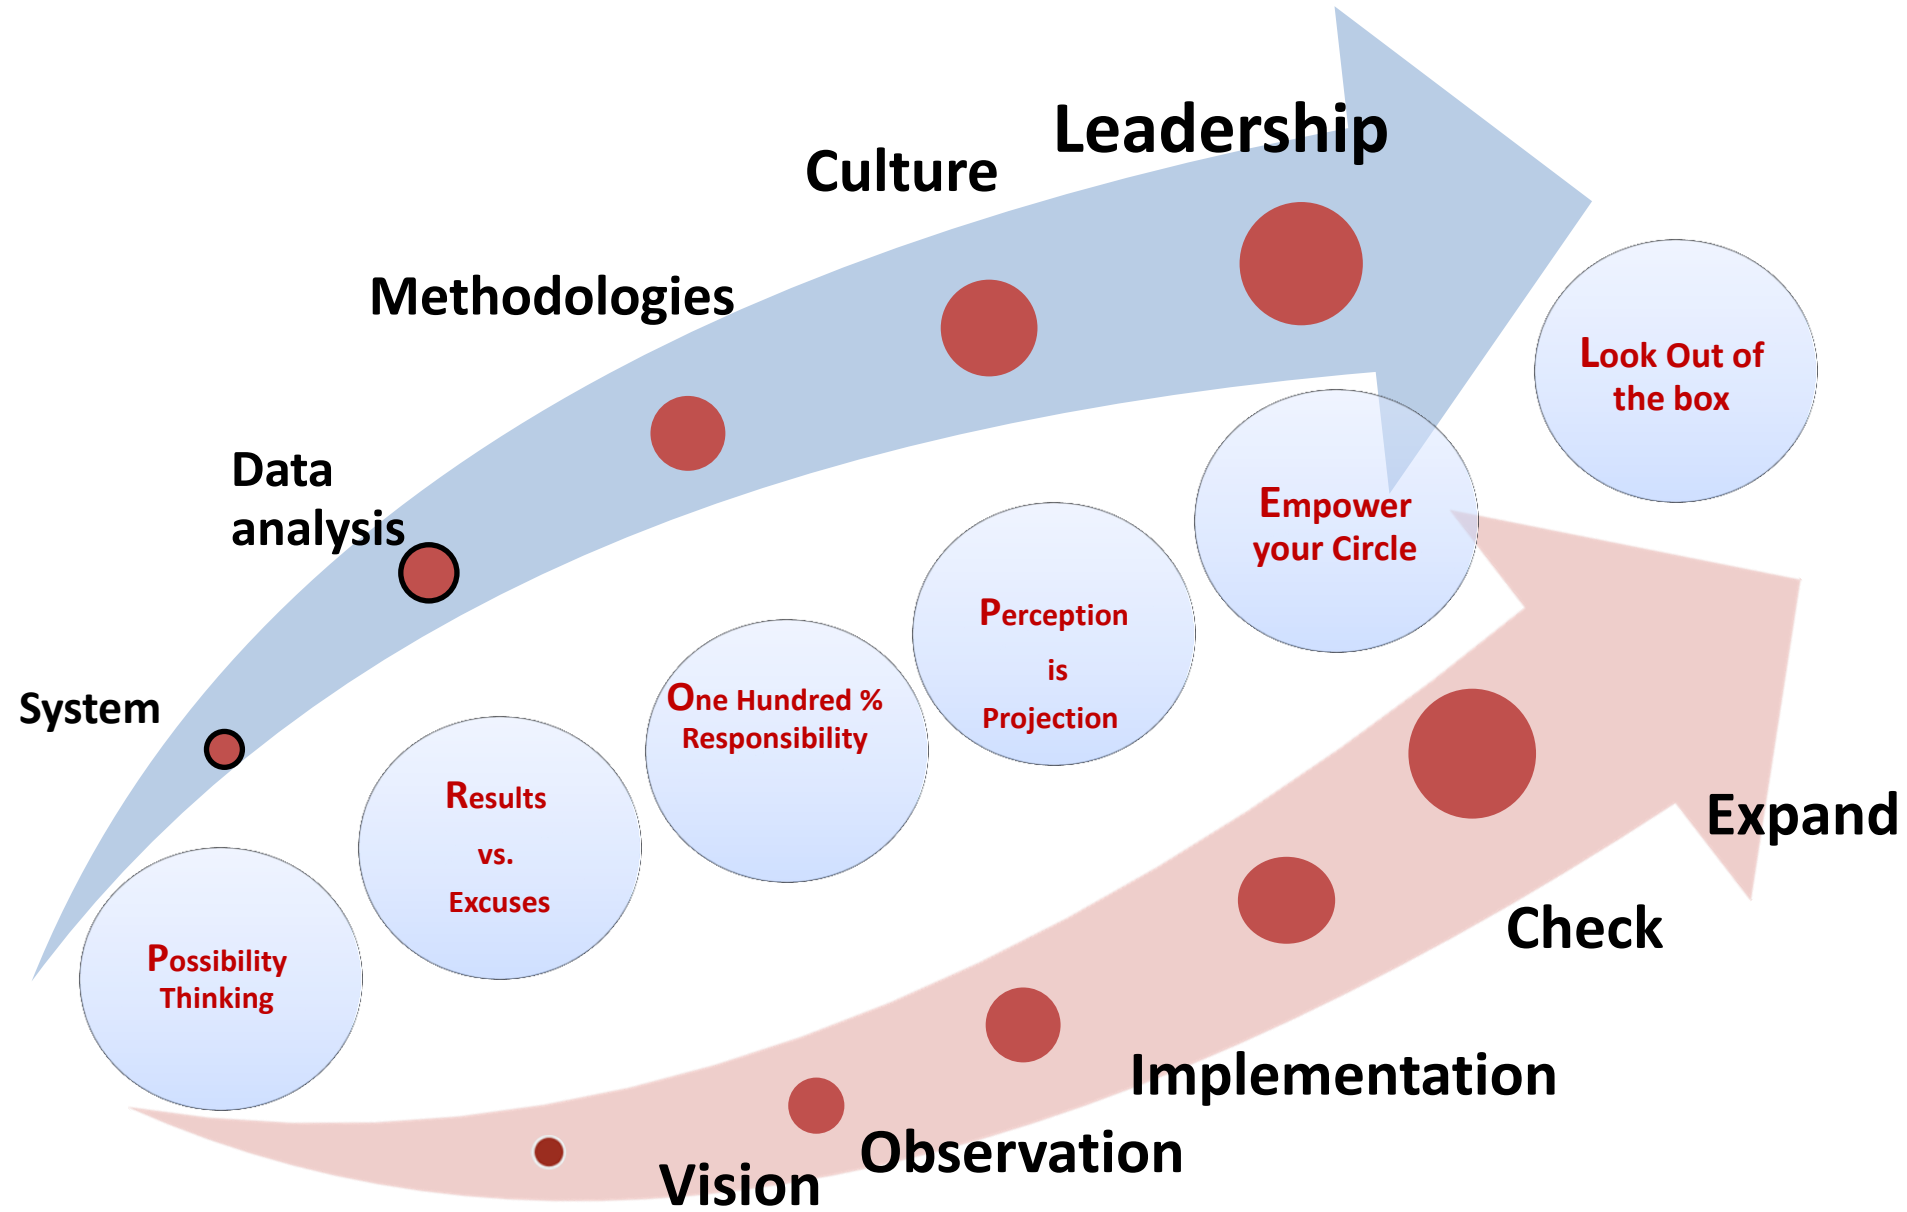 Leadership
Culture
Methodologies
Data
analysis
System
Look Out of
the box
Empower
your Circle
Perception
is
Projection
One Hundred %
Responsibility
Results
vs.
Excuses
Possibility
Thinking
Expand
Check
Implementation
Observation
Vision